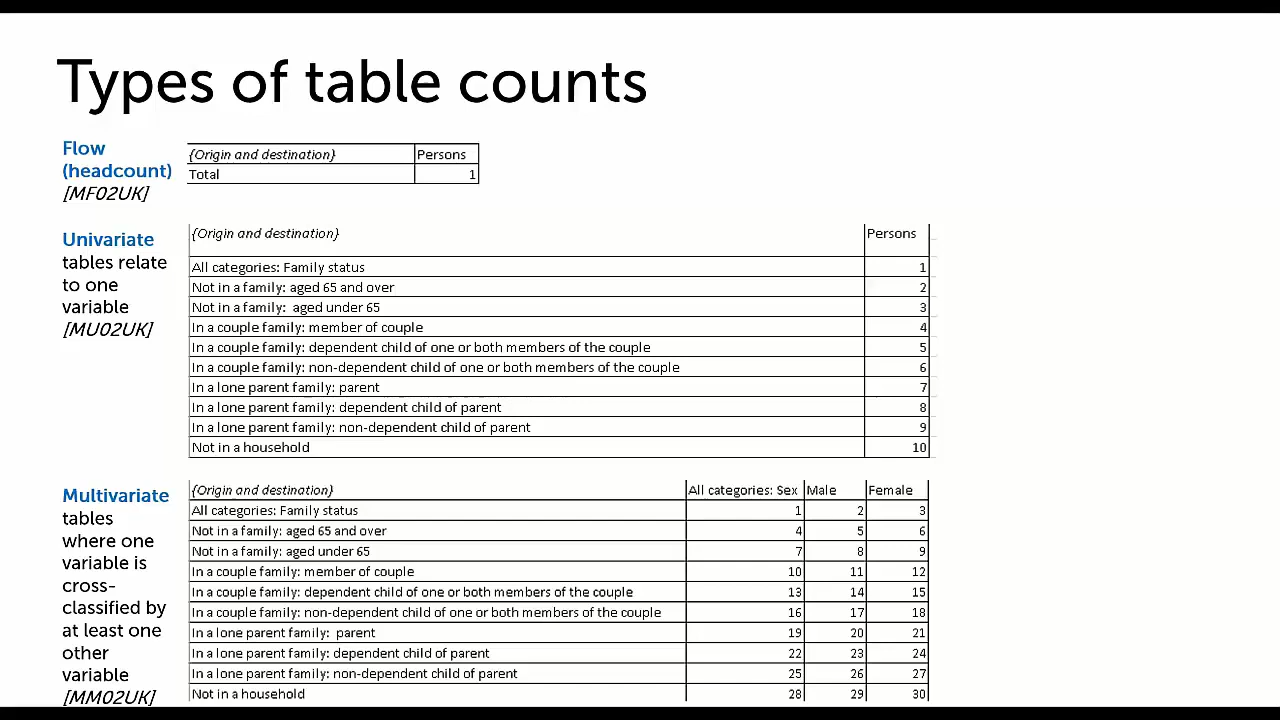 Types of table counts
Flow
(headcount)
[MF02UK]
{Origin and destination} Persons
Total 1
Univariate
tables relate
to one
variable
[MU02UK]
{Origin and destination} Persons
All categories: Family status 1
Not in a family: aged 65 and over 2
Not in a family:  aged under 65 3
In a couple family: member of couple 4
In a couple family: dependent child of one or both members of the couple 5
In a couple family: non-dependent child of one or both members of the couple 6
In a lone parent family: parent 7
In a lone parent family: dependent child of parent 8
In a lone parent family: non-dependent child of parent 9
Not in a household 10
Multivariate
tables
where one
variable is
cross-
classified by
at least one
other
variable
[MM02UK]
{Origin and destination} All categories: Sex Male Female
All categories: Family status 1 2 3
Not in a family: aged 65 and over 4 5 6
Not in a family: aged under 65 7 8 9
In a couple family: member of couple 10 11 12
In a couple family: dependent child of one or both members of the couple 13 14 15
In a couple family: non-dependent child of one or both members of the couple 16 17 18
In a lone parent family:  parent 19 20 21
In a lone parent family: dependent child of parent 22 23 24
In a lone parent family: non-dependent child of parent 25 26 27
Not in a household 28 29 30